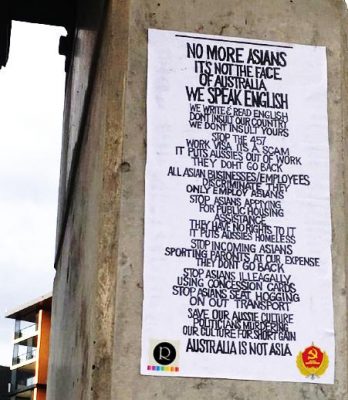 NO MORE ASIANS
ITS NOT THE FACE
OF AUSTRALIA
WE SPEAK ENGLISH
WE WRITE & READ ENGLISH
DONT INSULT OUR COUNTRY
WE DONT INSULT YOURS
STOP THE 457
WORK VISA ITS A SCAM
IT PUTS AUSSIES OUT OF WORK
THEY DONT GO BACK
ALL ASIAN BUSINESSES/EMPLOYEES
DISCRIMINATE THEY
ONLY EMPLOY ASIANS
STOP ASIANS APPLYING
FOR PUBLIC HOUSING
ASSISTANCE
THEY HAVE NO RIGHTS TO IT
IT PUTS AUSSIES HOMELESS
STOP INCOMING ASIANS
SPORTING PARENTS AT OUR EXPENSE
THEY DONT GO BACK
STOP ASIANS ILLEAGALLY
USING CONCESSION CARDS
STOP ASIANS SEAT HOGGING
ON OUR TRANSPORT
SAVE OUR AUSSIE CULTURE
POLITICIANS MURDERING
OUR CULTURE FOR SHORT GAIN
AUSTRALIA IS NOT ASIA
R